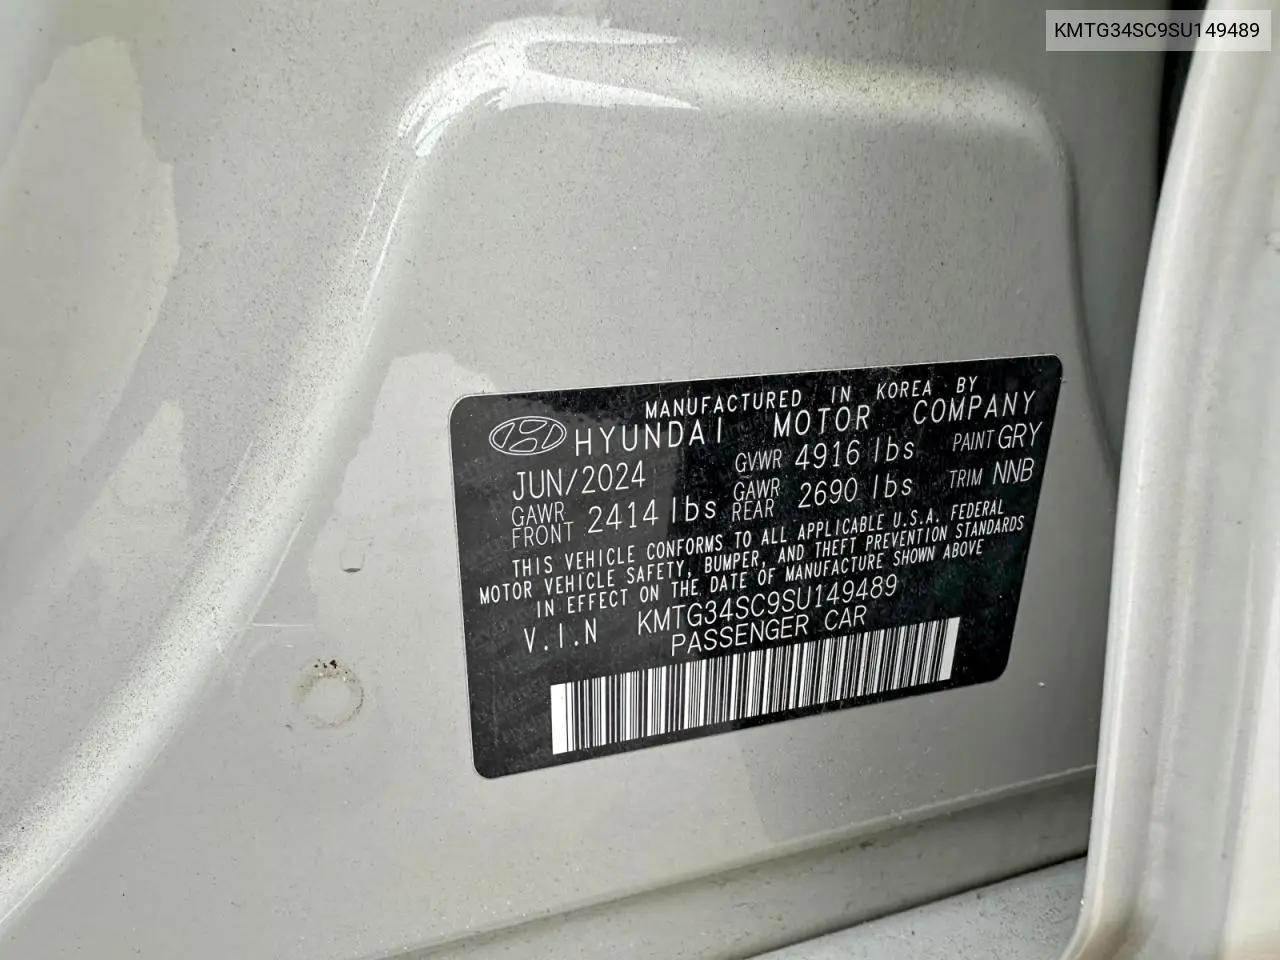 KMTG34SC9SU149489
MANUFACTURED IN KOREA BY
HYUNDAI MOTOR COMPANY
JUN/2024 GVWR 4916 lbs PAINT GRY
GAWR FRONT 2414 lbs GAWR REAR 2690 lbs TRIM NNB
THIS VEHICLE CONFORMS TO ALL APPLICABLE U.S.A. FEDERAL
MOTOR VEHICLE SAFETY, BUMPER, AND THEFT PREVENTION STANDARDS
IN EFFECT ON THE DATE OF MANUFACTURE SHOWN ABOVE
V.I.N KMTG34SC9SU149489
PASSENGER CAR